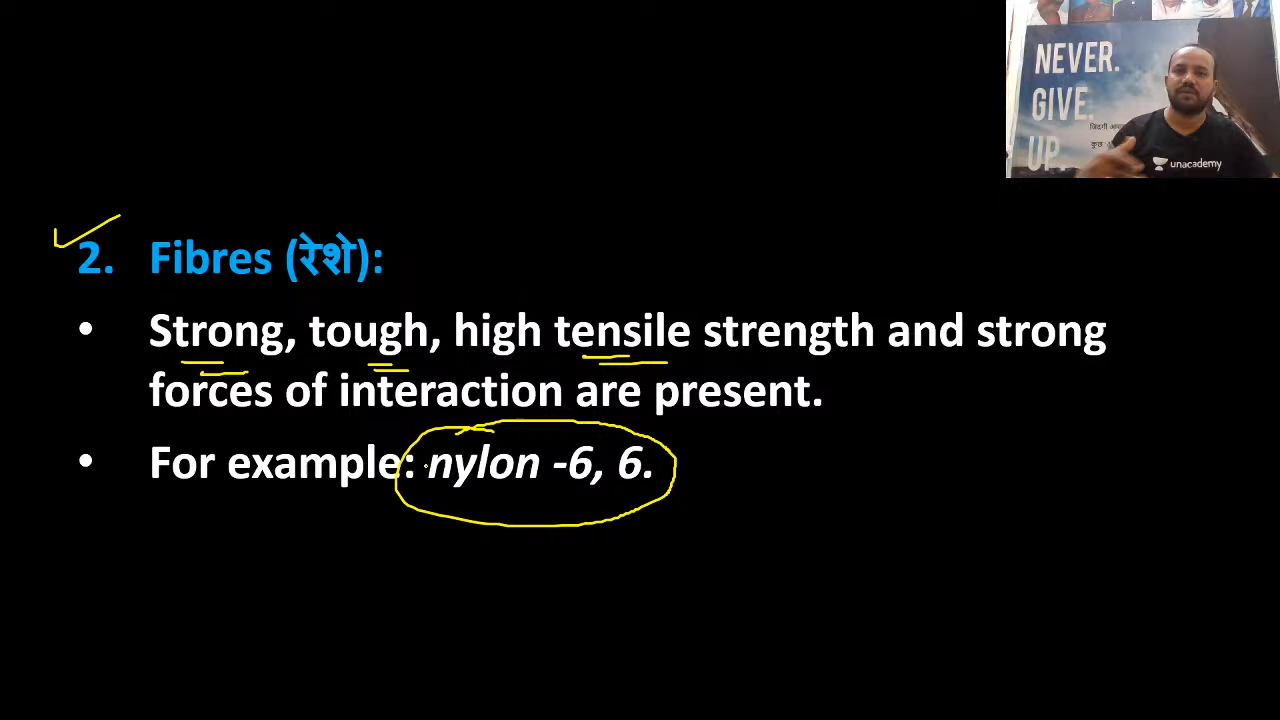 NEVER.
GIVE.
UP.
unacademy
2. Fibres (रेशे):
• Strong, tough, high tensile strength and strong
forces of interaction are present.
• For example: nylon -6, 6.